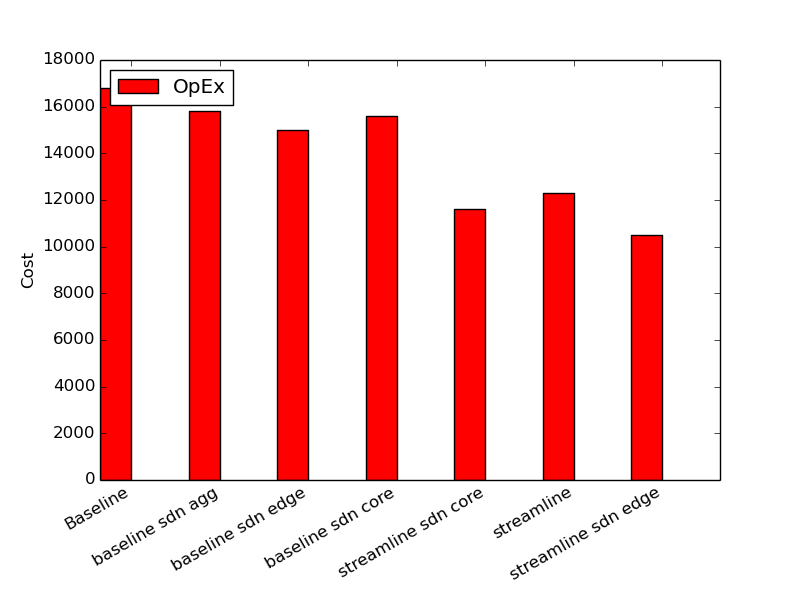 18000
OpEx
16000
14000
12000
10000
8000
6000
4000
2000
0
Cost
Baseline
baseline sdn agg
baseline sdn edge
baseline sdn core
streamline sdn core
streamline
streamline sdn edge